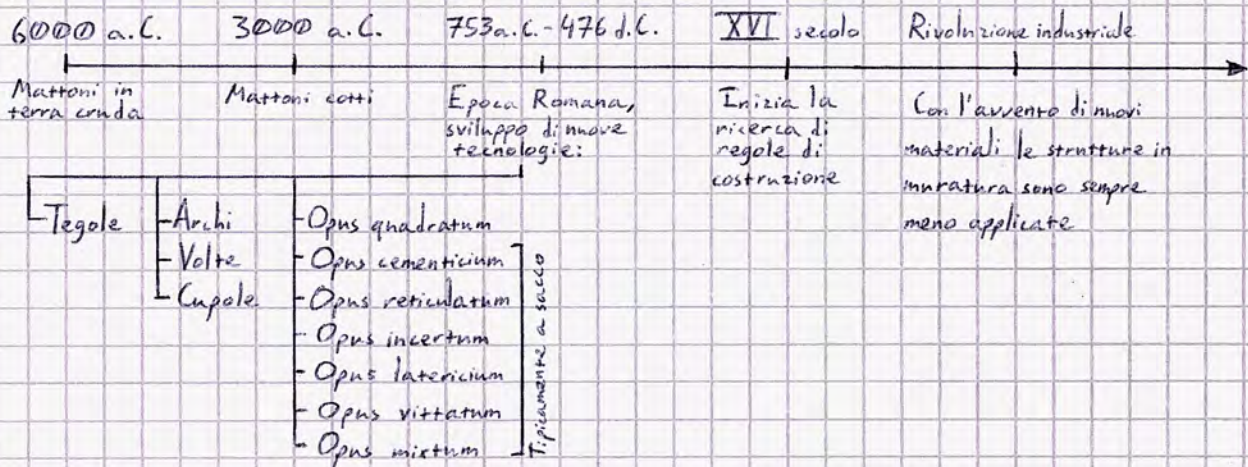 6000 a.C.
3000 a.C.
753 a.C. - 476 d.C.
XVI secolo
Rivoluzione industriale
Mattoni in
terra cruda
Mattoni cotti
Epoca Romana,
sviluppo di nuove
tecnologie:
Inizia la
ricerca di
regole di
costruzione
Con l'avvento di nuovi
materiali le strutture in
muratura sono sempre
meno applicate
Tegole
Archi
Volte
Cupole
Opus quadratum
Opus cementicium
Opus reticulatum
Opus incertum
Opus latericium
Opus vittatum
Opus mixtum
Tipicamente a sacco